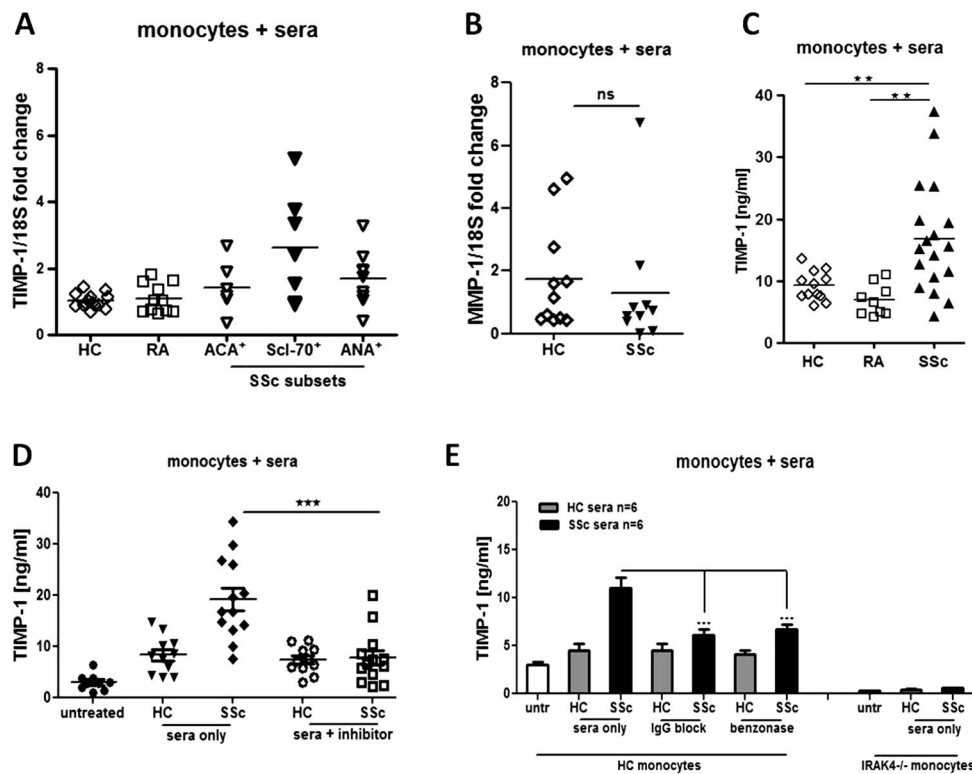 A
monocytes + sera
TIMP-1/18S fold change
8
6
4
2
0
HC RA ACA+ Scl-70+ ANA+
SSc subsets
B
monocytes + sera
MMP-1/18S fold change
8
6
4
2
0
ns
HC SSc
C
monocytes + sera
TIMP-1 [ng/ml]
40
30
20
10
0
★★
★★
HC RA SSc
D
monocytes + sera
TIMP-1 [ng/ml]
40
30
20
10
0
★★★
untreated HC SSc HC SSc
sera only sera + inhibitor
E
monocytes + sera
TIMP-1 [ng/ml]
20
15
10
5
0
HC sera n=6
SSc sera n=6
***
***
untr HC SSc HC SSc HC SSc untr HC SSc
sera only IgG block benzonase sera only
HC monocytes IRAK4-/- monocytes